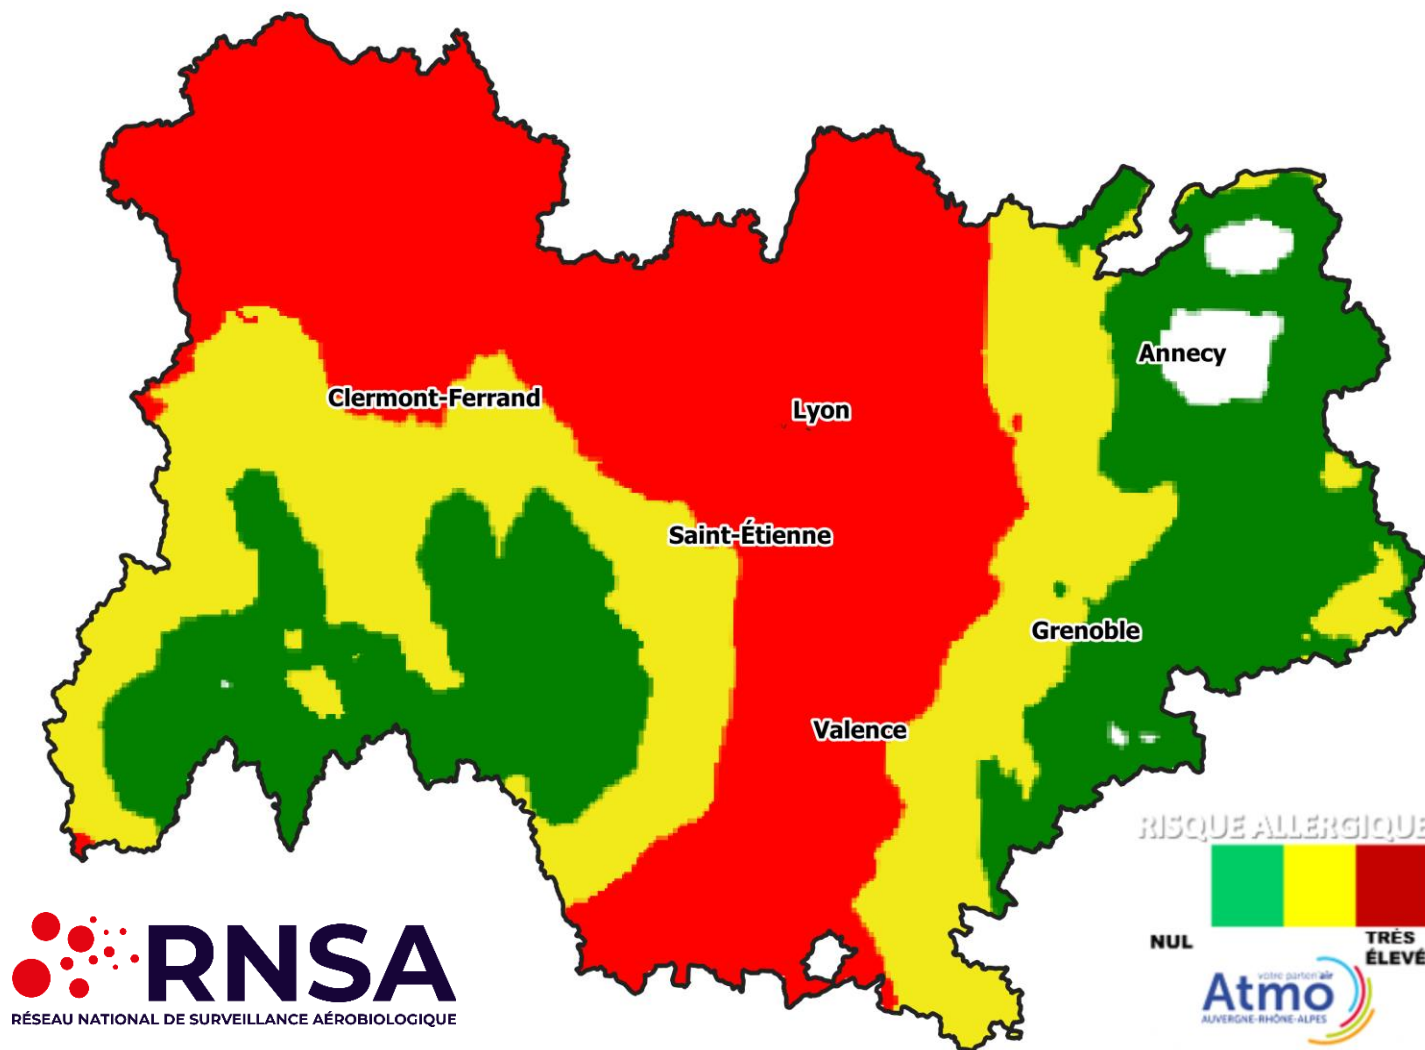 Annecy
Clermont-Ferrand
Lyon
Saint-Étienne
Grenoble
Valence
RISQUE ALLERGIQUE
NUL
TRÈS
ÉLEVÉ
RNSA
RÉSEAU NATIONAL DE SURVEILLANCE AÉROBIOLOGIQUE
votre parten'air
Atmo
AUVERGNE-RHÔNE-ALPES